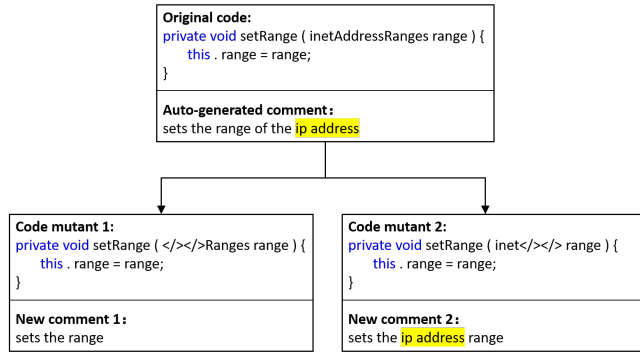 Original code:
private void setRange ( inetAddressRanges range ) {
this . range = range;
}
Auto-generated comment：
sets the range of the ip address
Code mutant 1:
private void setRange ( </></>Ranges range ) {
this . range = range;
}
New comment 1：
sets the range
Code mutant 2:
private void setRange ( inet</></> range ) {
this . range = range;
}
New comment 2：
sets the ip address range